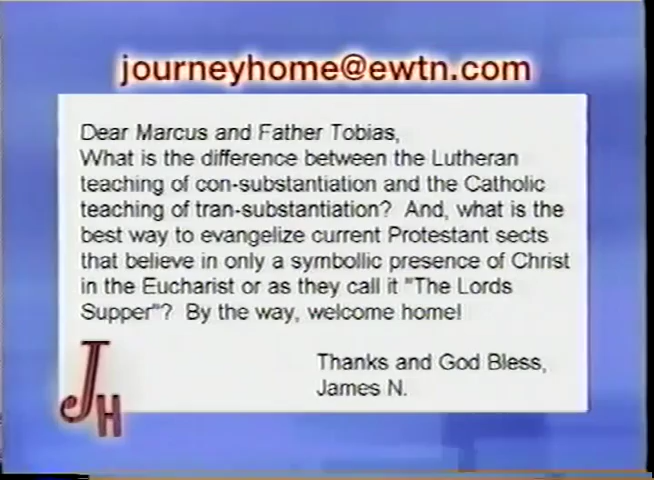 journeyhome@ewtn.com
Dear Marcus and Father Tobias,
What is the difference between the Lutheran
teaching of con-substantiation and the Catholic
teaching of tran-substantiation? And, what is the
best way to evangelize current Protestant sects
that believe in only a symbollic presence of Christ
in the Eucharist or as they call it "The Lords
Supper"? By the way, welcome home!
Thanks and God Bless,
James N.
JH